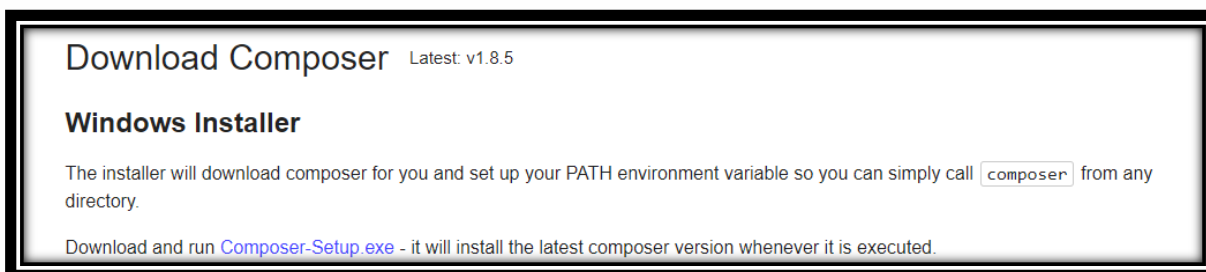 Download Composer Latest: v1.8.5
Windows Installer
The installer will download composer for you and set up your PATH environment variable so you can simply call composer from any
directory.
Download and run Composer-Setup.exe - it will install the latest composer version whenever it is executed.